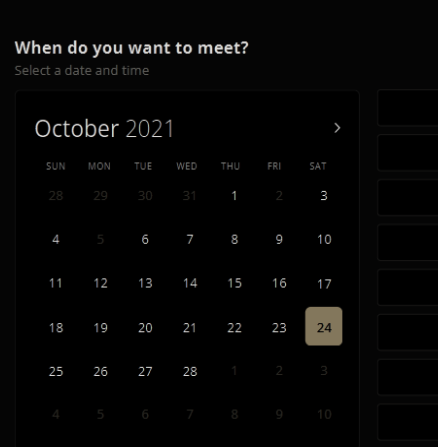 When do you want to meet?
Select a date and time
October 2021
SUN MON TUE WED THU FRI SAT
28 29 30 31 1 2 3
4 5 6 7 8 9 10
11 12 13 14 15 16 17
18 19 20 21 22 23 24
25 26 27 28 1 2 3
4 5 6 7 8 9 10